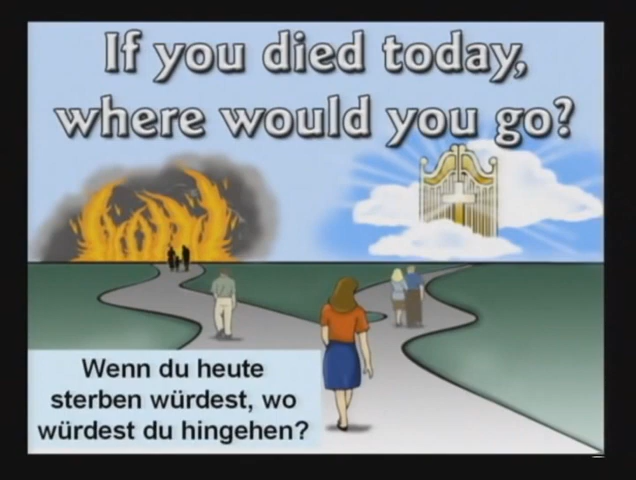 If you died today,
where would you go?
Wenn du heute
sterben würdest, wo
würdest du hingehen?